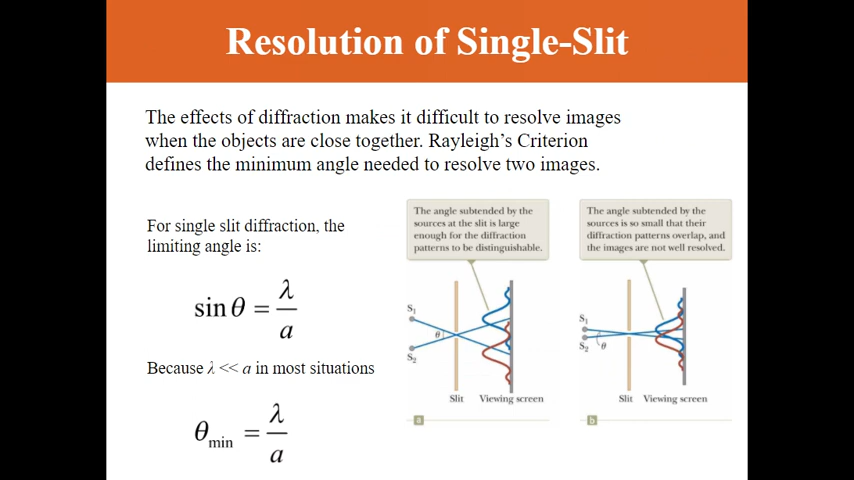 Resolution of Single-Slit
The effects of diffraction makes it difficult to resolve images
when the objects are close together. Rayleigh's Criterion
defines the minimum angle needed to resolve two images.
For single slit diffraction, the
limiting angle is:
sin θ = λ / a
Because λ << a in most situations
θmin = λ / a
The angle subtended by the
sources at the slit is large
enough for the diffraction
patterns to be distinguishable.
S1
θ
S2
Slit Viewing screen
a
The angle subtended by the
sources is so small that their
diffraction patterns overlap, and
the images are not well resolved.
S1
S2 θ
Slit Viewing screen
b